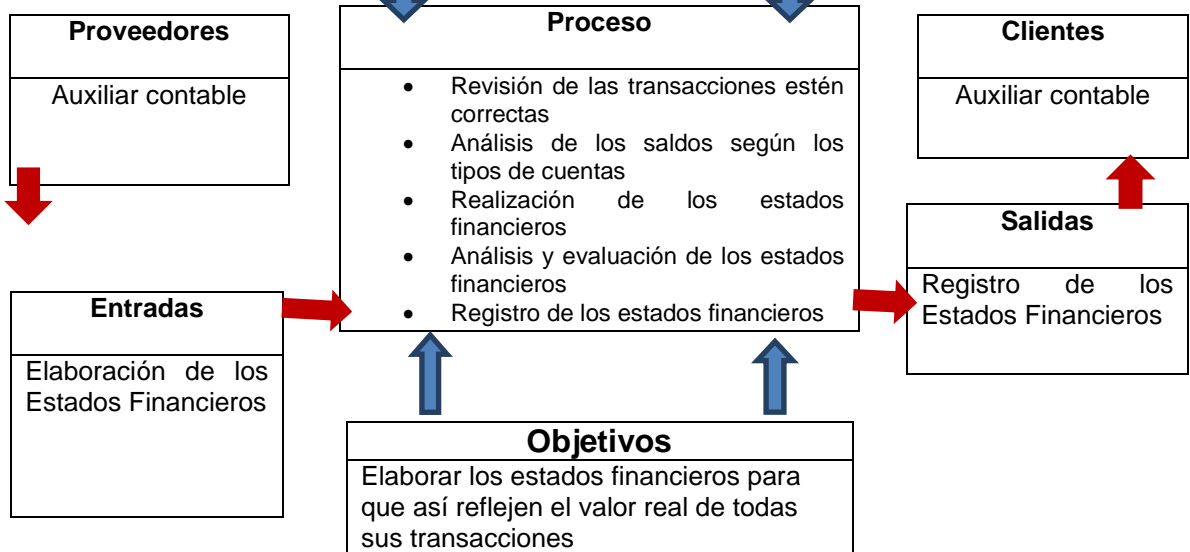 Proveedores
Auxiliar contable
Proceso
• Revisión de las transacciones estén
correctas
• Análisis de los saldos según los
tipos de cuentas
• Realización de los estados
financieros
• Análisis y evaluación de los estados
financieros
• Registro de los estados financieros
Clientes
Auxiliar contable
Salidas
Registro de los
Estados Financieros
Entradas
Elaboración de los
Estados Financieros
Objetivos
Elaborar los estados financieros para
que así reflejen el valor real de todas
sus transacciones